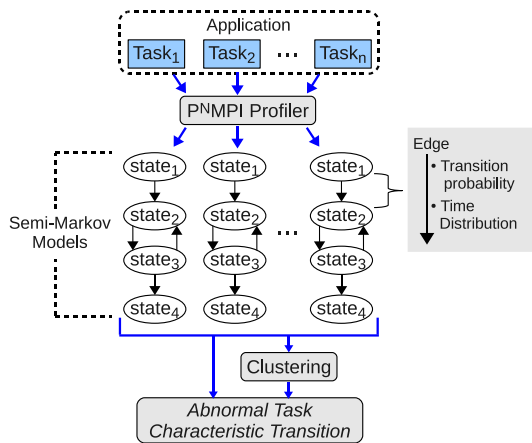 Application
Task1 Task2 ... Taskn
PNMPI Profiler
state1 state1 state1
state2 state2 ... state2
state3 state3 state3
state4 state4 state4
Semi-Markov
Models
Edge
• Transition
probability
• Time
Distribution
Clustering
Abnormal Task
Characteristic Transition